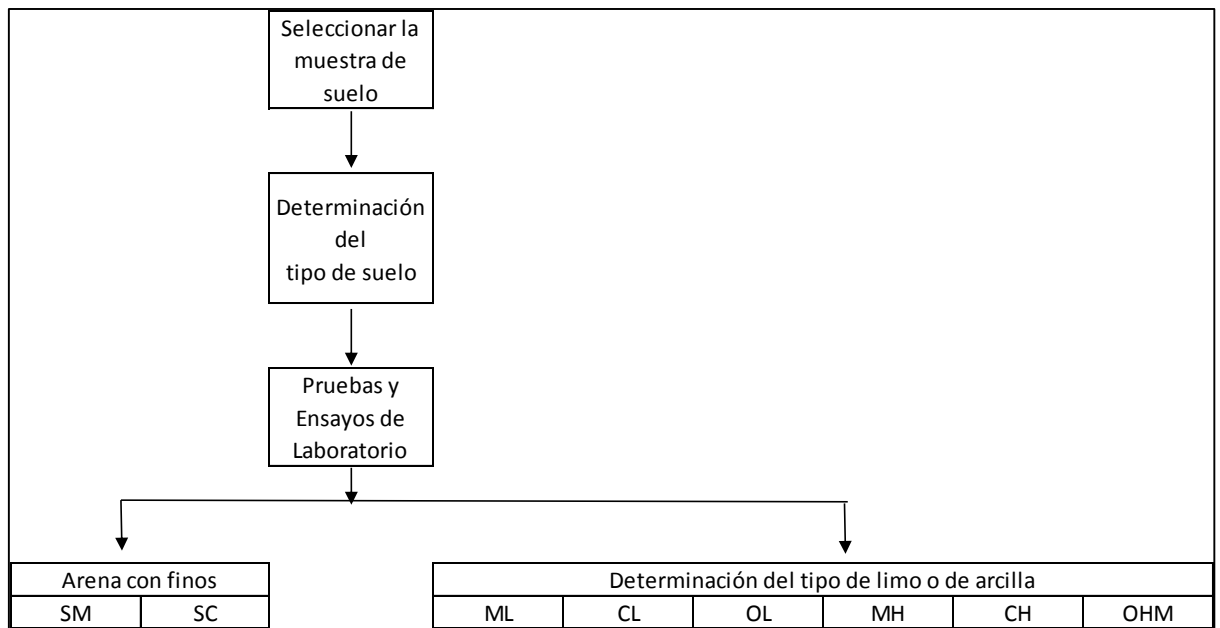 Seleccionar la
muestra de
suelo
Determinación
del
tipo de suelo
Pruebas y
Ensayos de
Laboratorio
Arena con finos
Determinación del tipo de limo o de arcilla
SM SC ML CL OL MH CH OHM